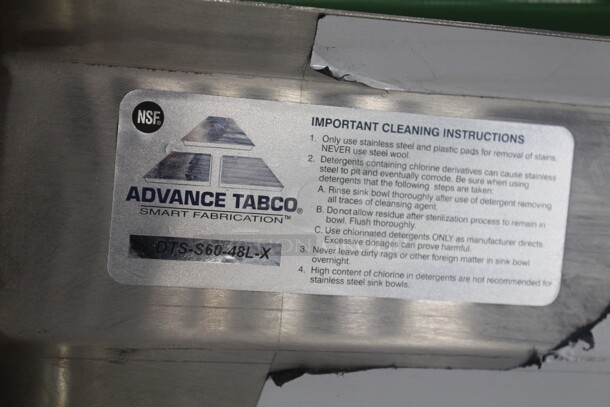 NSF®
ADVANCE TABCO®
SMART FABRICATION™
DTS-S60-48L-X
IMPORTANT CLEANING INSTRUCTIONS
1. Only use stainless steel and plastic pads for removal of stains.
NEVER use steel wool.
2. Detergents containing chlorine derivatives can cause stainless
steel to pit and eventually corrode. Be sure when using
detergents that the following steps are taken:
A. Rinse sink bowl thoroughly after use of detergent removing
all traces of cleansing agent.
B. Do not allow residue after sterilization process to remain in
bowl. Flush thoroughly.
C. Use chlorinated detergents ONLY as manufacturer directs.
Excessive dosages can prove harmful.
3. Never leave dirty rags or other foreign matter in sink bowl
overnight.
4. High content of chlorine in detergents are not recommended for
stainless steel sink bowls.